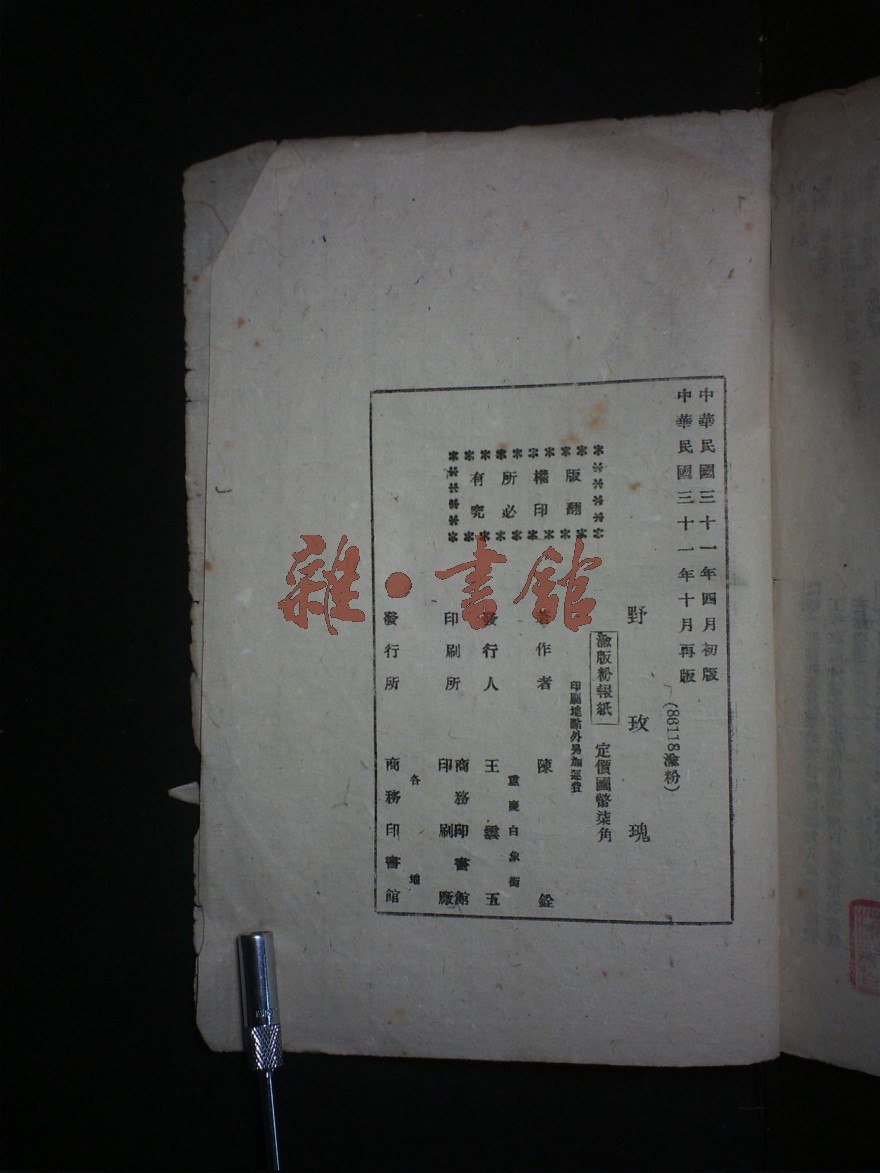 中華民國三十一年四月初版
中華民國三十一年十月再版
(86118渝粉)
野玫瑰
渝版粉報紙
定價國幣柒角
印刷地點外另加運費
版權所有
翻印必究
著作者 陳銓
重慶白象街
發行人 王雲五
印刷所 商務印書館印刷廠
發行所 各地商務印書館
雜·書館